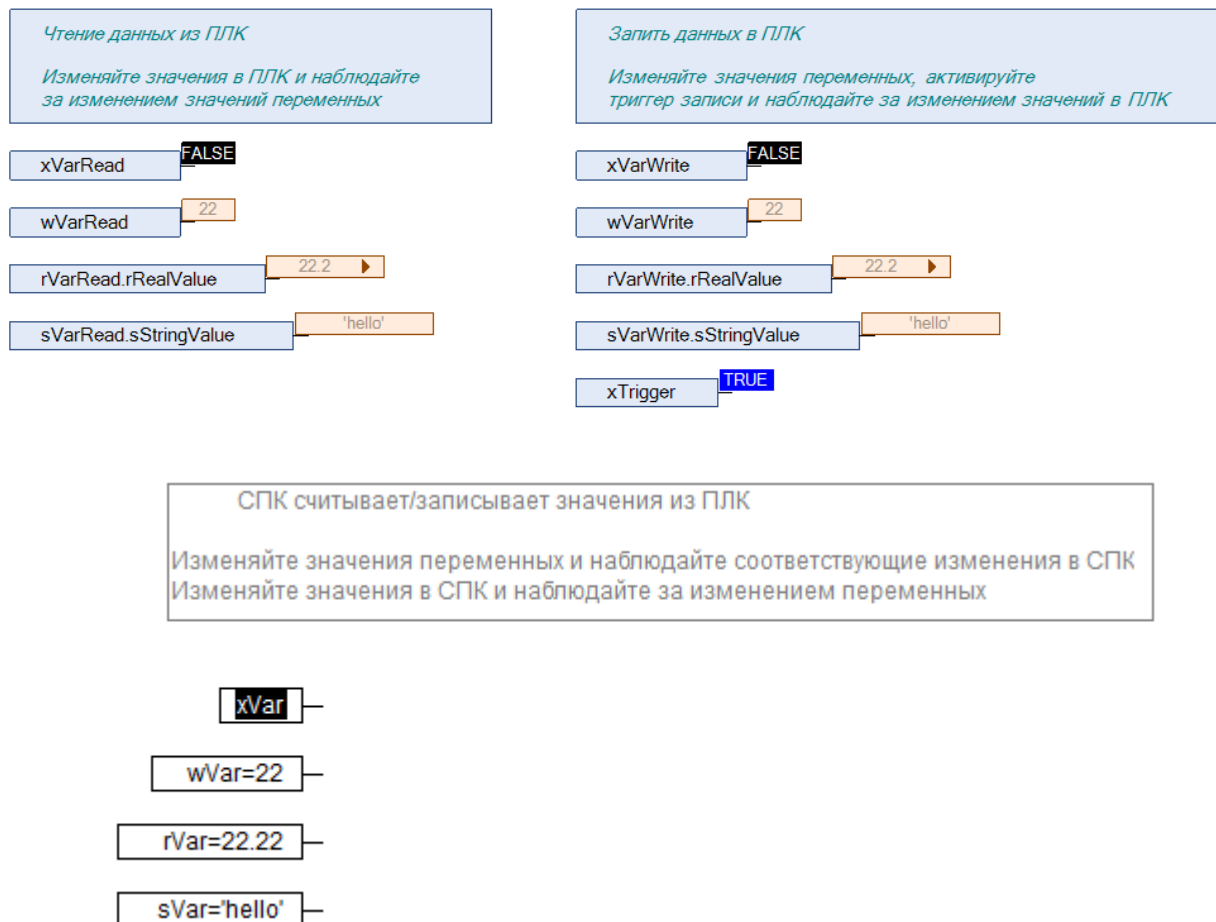 Чтение данных из ПЛК
Изменяйте значения в ПЛК и наблюдайте
за изменением значений переменных
xVarRead
FALSE
wVarRead
22
rVarRead.rRealValue
22.2
sVarRead.sStringValue
'hello'
Запить данных в ПЛК
Изменяйте значения переменных, активируйте
триггер записи и наблюдайте за изменением значений в ПЛК
xVarWrite
FALSE
wVarWrite
22
rVarWrite.rRealValue
22.2
sVarWrite.sStringValue
'hello'
xTrigger
TRUE
СПК считывает/записывает значения из ПЛК
Изменяйте значения переменных и наблюдайте соответствующие изменения в СПК
Изменяйте значения в СПК и наблюдайте за изменением переменных
xVar
wVar=22
rVar=22.22
sVar='hello'